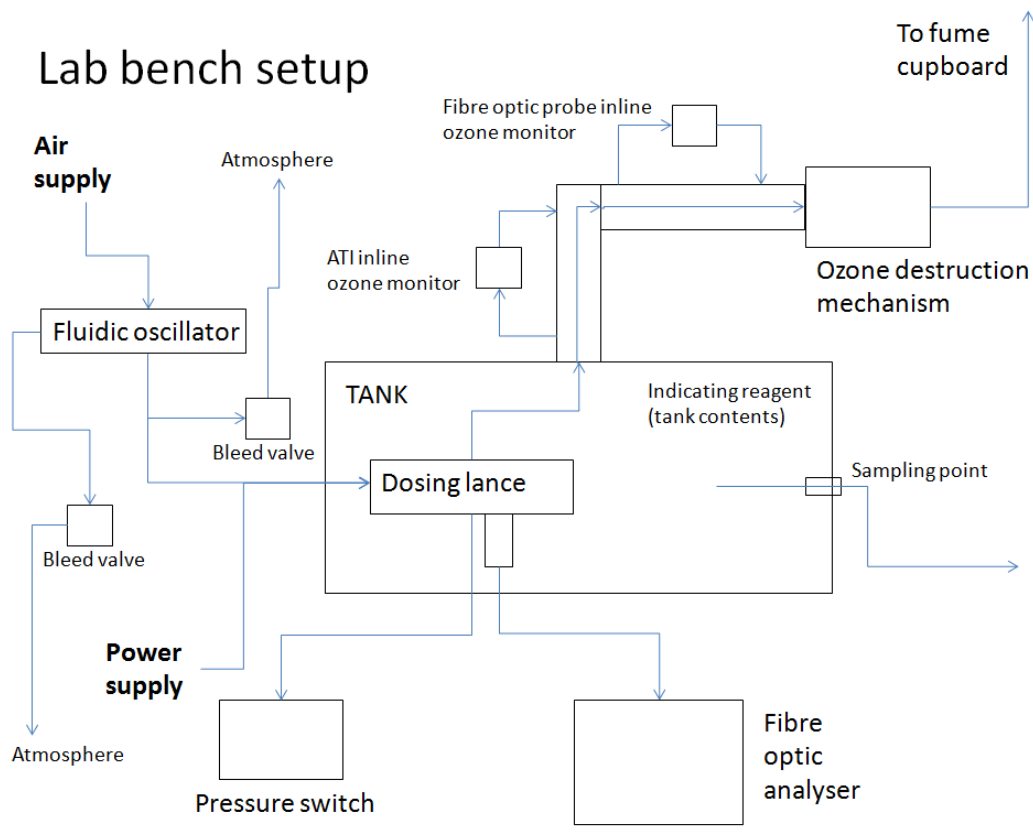 Lab bench setup
To fume
cupboard
Fibre optic probe inline
ozone monitor
Air
supply
Atmosphere
ATI inline
ozone monitor
Ozone destruction
mechanism
Fluidic oscillator
TANK
Indicating reagent
(tank contents)
Bleed valve
Dosing lance
Sampling point
Bleed valve
Power
supply
Atmosphere
Pressure switch
Fibre
optic
analyser